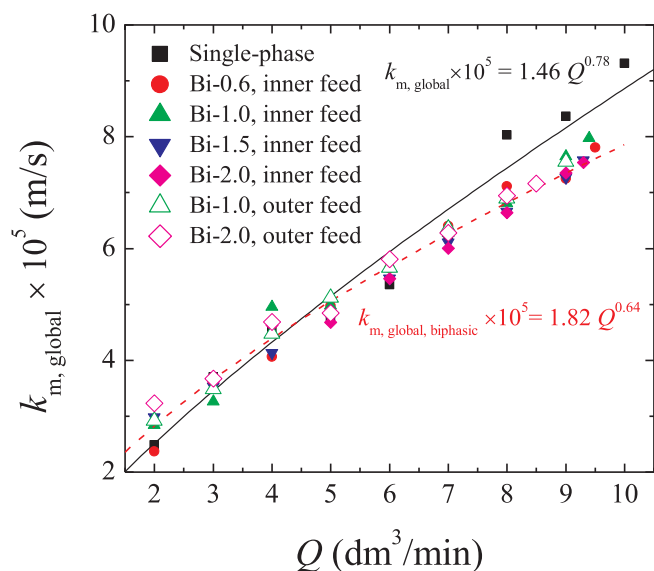 10
8
6
4
2
k_m, global × 10^5 (m/s)
Single-phase
Bi-0.6, inner feed
Bi-1.0, inner feed
Bi-1.5, inner feed
Bi-2.0, inner feed
Bi-1.0, outer feed
Bi-2.0, outer feed
k_m, global×10^5 = 1.46 Q^0.78
k_m, global, biphasic ×10^5= 1.82 Q^0.64
2 3 4 5 6 7 8 9 10
Q (dm^3/min)